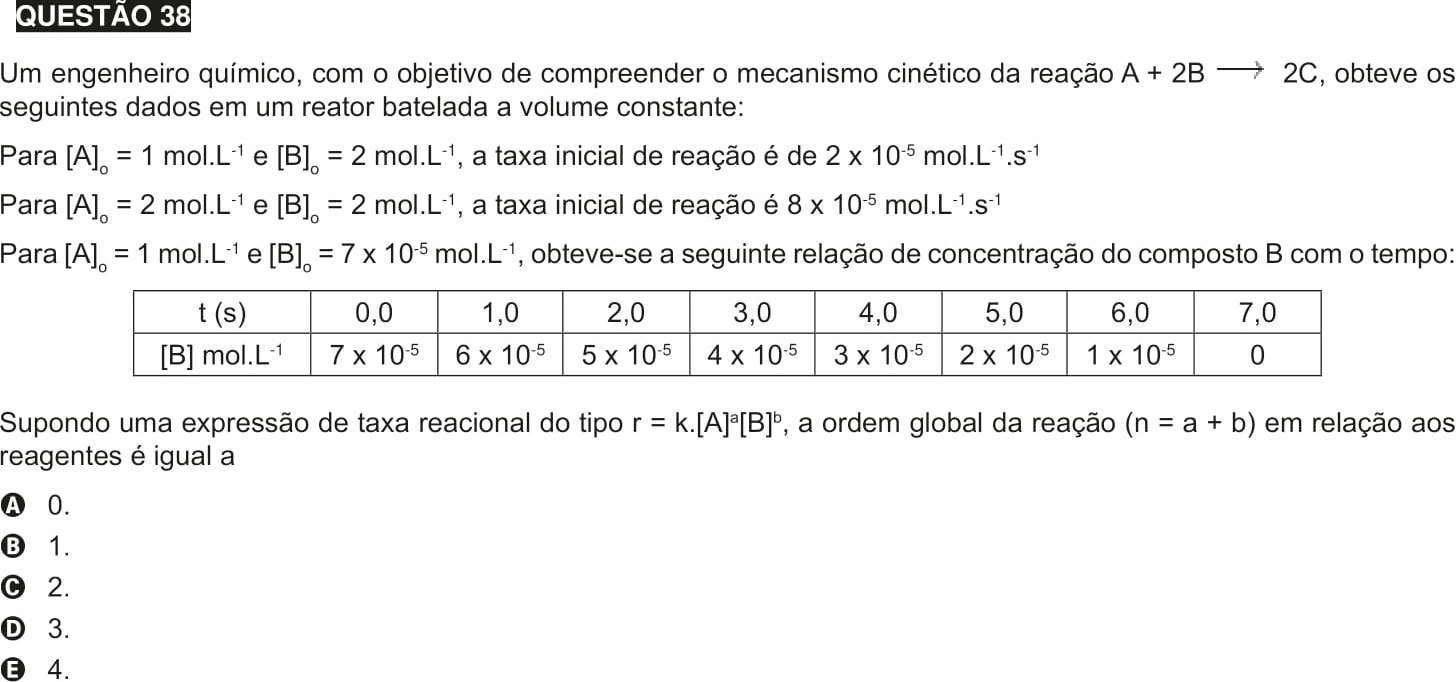 QUESTÃO 38
Um engenheiro químico, com o objetivo de compreender o mecanismo cinético da reação A + 2B ⟶ 2C, obteve os
seguintes dados em um reator batelada a volume constante:
Para [A]ₒ = 1 mol.L⁻¹ e [B]ₒ = 2 mol.L⁻¹, a taxa inicial de reação é de 2 x 10⁻⁵ mol.L⁻¹.s⁻¹
Para [A]ₒ = 2 mol.L⁻¹ e [B]ₒ = 2 mol.L⁻¹, a taxa inicial de reação é 8 x 10⁻⁵ mol.L⁻¹.s⁻¹
Para [A]ₒ = 1 mol.L⁻¹ e [B]ₒ = 7 x 10⁻⁵ mol.L⁻¹, obteve-se a seguinte relação de concentração do composto B com o tempo:
t (s) 0,0 1,0 2,0 3,0 4,0 5,0 6,0 7,0
[B] mol.L⁻¹ 7 x 10⁻⁵ 6 x 10⁻⁵ 5 x 10⁻⁵ 4 x 10⁻⁵ 3 x 10⁻⁵ 2 x 10⁻⁵ 1 x 10⁻⁵ 0
Supondo uma expressão de taxa reacional do tipo r = k.[A]ᵃ[B]ᵇ, a ordem global da reação (n = a + b) em relação aos
reagentes é igual a
A 0.
B 1.
C 2.
D 3.
E 4.